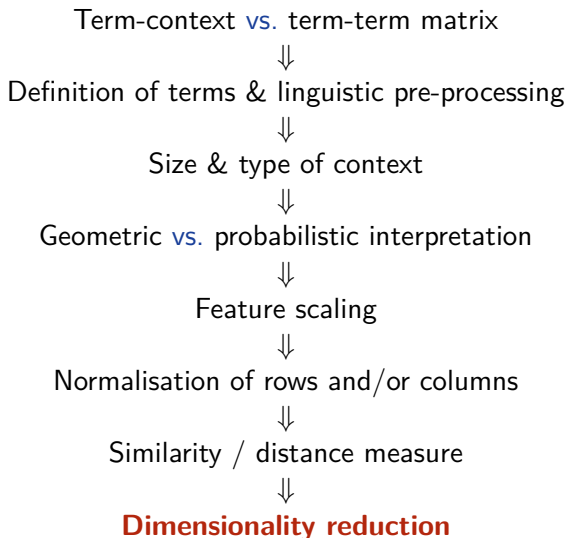 Term-context vs. term-term matrix
⇓
Definition of terms & linguistic pre-processing
⇓
Size & type of context
⇓
Geometric vs. probabilistic interpretation
⇓
Feature scaling
⇓
Normalisation of rows and/or columns
⇓
Similarity / distance measure
⇓
Dimensionality reduction